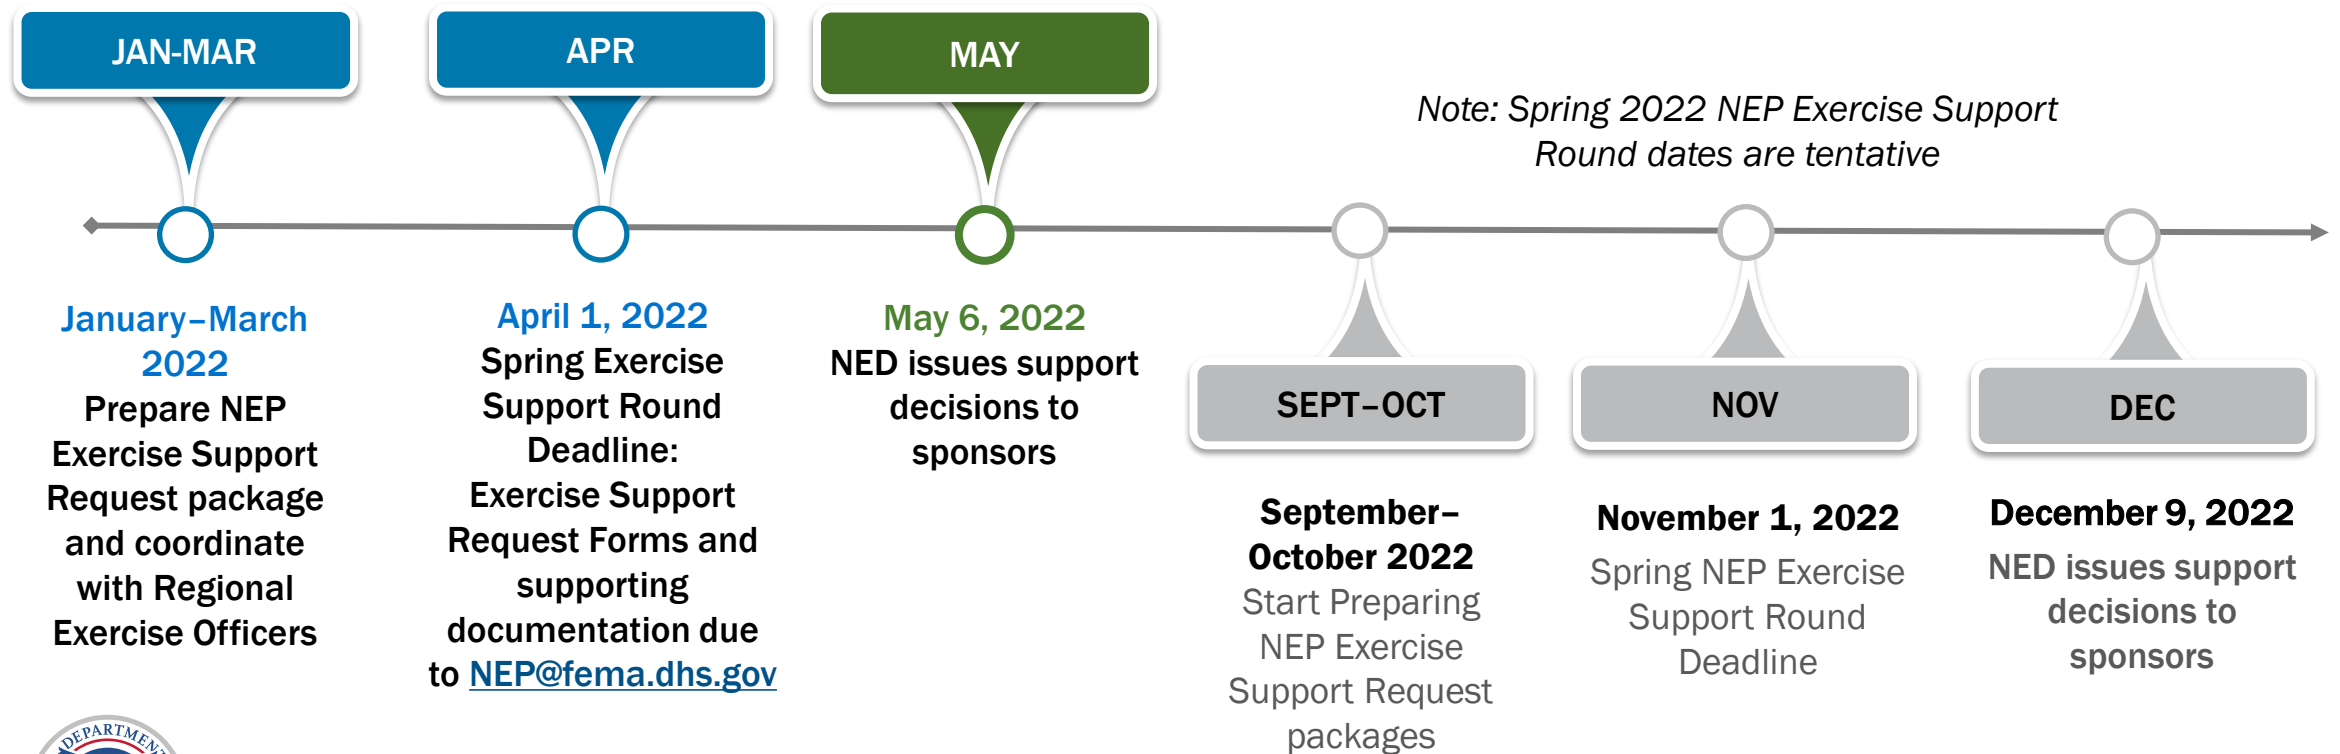 JAN-MAR
APR
MAY
Note: Spring 2022 NEP Exercise Support
Round dates are tentative
January–March
2022
Prepare NEP
Exercise Support
Request package
and coordinate
with Regional
Exercise Officers
April 1, 2022
Spring Exercise
Support Round
Deadline:
Exercise Support
Request Forms and
supporting
documentation due
to NEP@fema.dhs.gov
May 6, 2022
NED issues support
decisions to
sponsors
SEPT–OCT
September–
October 2022
Start Preparing
NEP Exercise
Support Request
packages
NOV
November 1, 2022
Spring NEP Exercise
Support Round
Deadline
DEC
December 9, 2022
NED issues support
decisions to
sponsors
DEPARTMEN